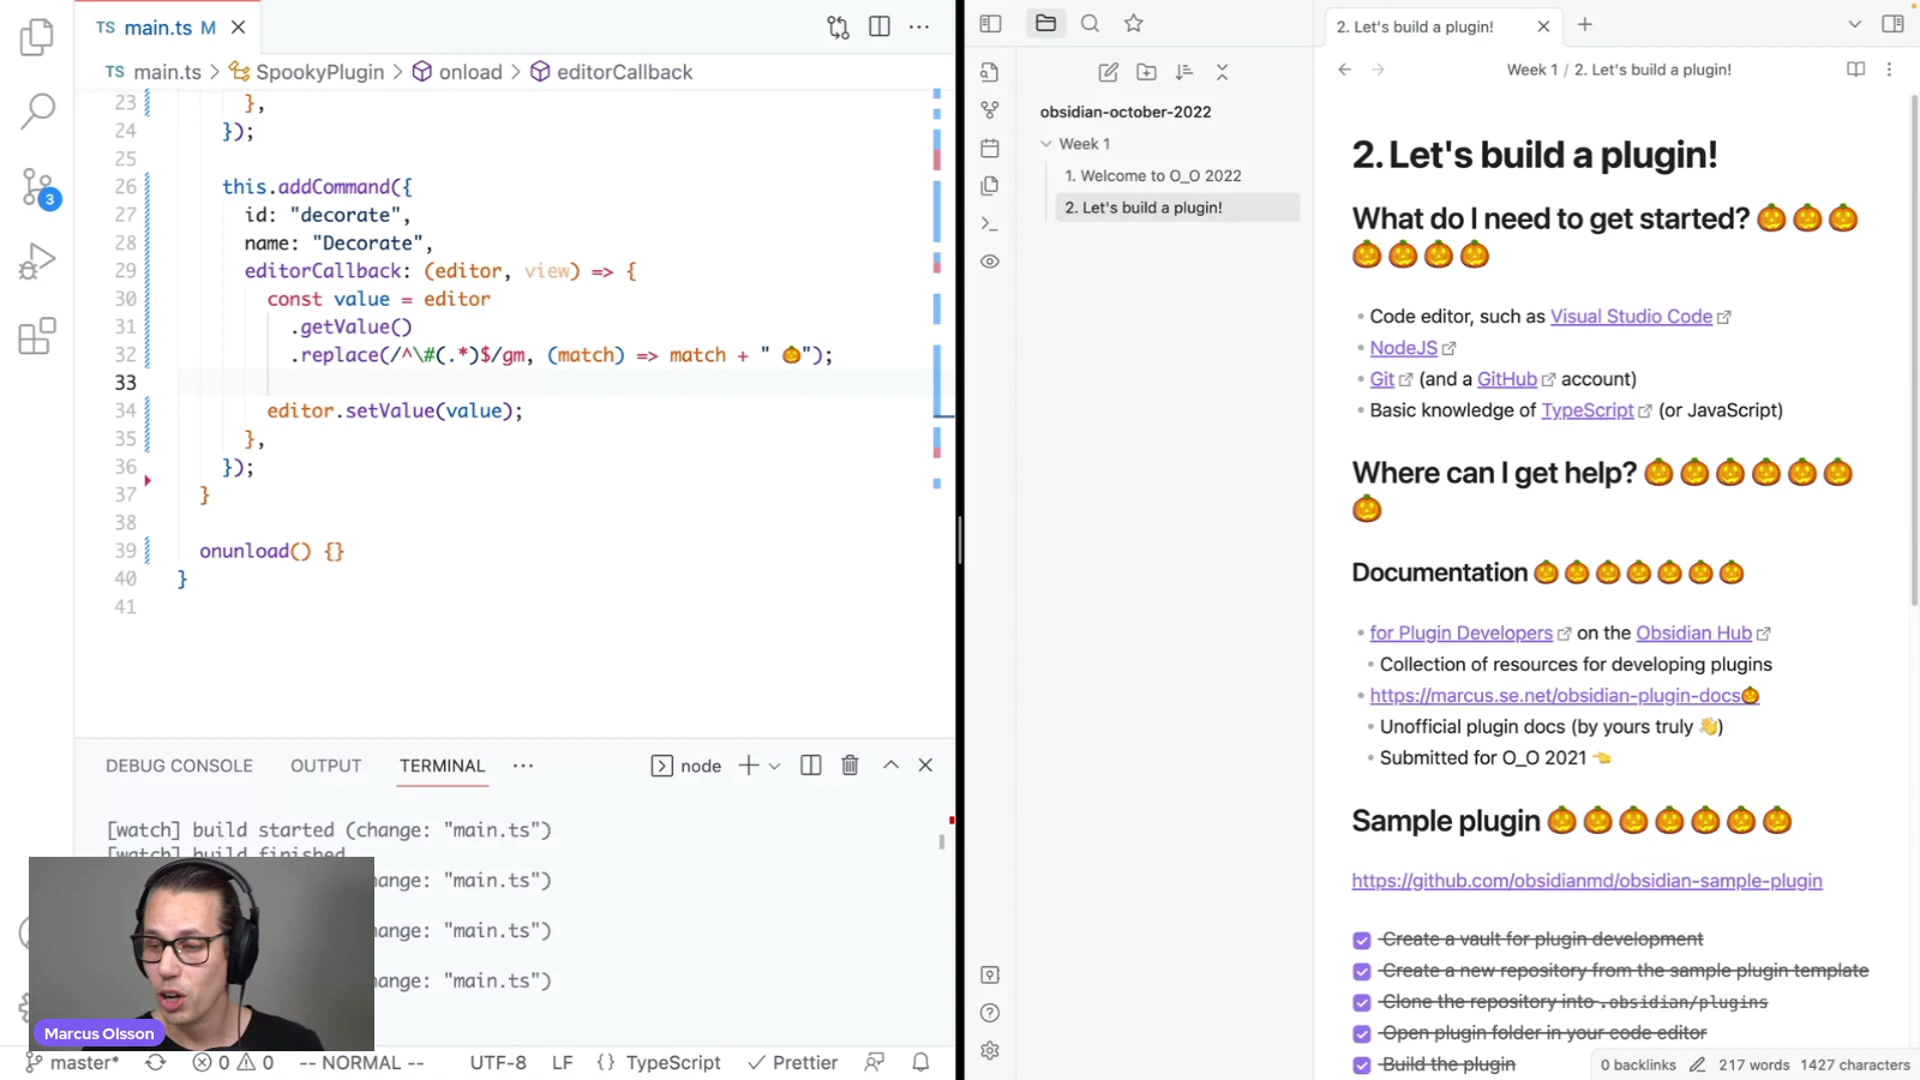 TS main.ts M
TS main.ts > SpookyPlugin > onload > editorCallback
23 },
24 });
25
26 this.addCommand({
27 id: "decorate",
28 name: "Decorate",
29 editorCallback: (editor, view) => {
30 const value = editor
31 .getValue()
32 .replace(/^\#(.*)$/gm, (match) => match + " 🎃");
33
34 editor.setValue(value);
35 },
36 });
37 }
38
39 onunload() {}
40 }
41
3
DEBUG CONSOLE OUTPUT TERMINAL ··· node
[watch] build started (change: "main.ts")
[watch] build finished
hange: "main.ts")
hange: "main.ts")
hange: "main.ts")
Marcus Olsson
master* 0 0 -- NORMAL -- UTF-8 LF {} TypeScript Prettier
obsidian-october-2022
Week 1
1. Welcome to O_O 2022
2. Let's build a plugin!
2. Let's build a plugin!
Week 1 / 2. Let's build a plugin!
2. Let's build a plugin!
What do I need to get started? 🎃🎃🎃
🎃🎃🎃🎃
• Code editor, such as Visual Studio Code
• NodeJS
• Git (and a GitHub account)
• Basic knowledge of TypeScript (or JavaScript)
Where can I get help? 🎃🎃🎃🎃🎃🎃
🎃
Documentation 🎃🎃🎃🎃🎃🎃🎃
• for Plugin Developers on the Obsidian Hub
• Collection of resources for developing plugins
• https://marcus.se.net/obsidian-plugin-docs🎃
• Unofficial plugin docs (by yours truly 👋)
• Submitted for O_O 2021 👈
Sample plugin 🎃🎃🎃🎃🎃🎃🎃
https://github.com/obsidianmd/obsidian-sample-plugin
Create a vault for plugin development
Create a new repository from the sample plugin template
Clone the repository into .obsidian/plugins
Open plugin folder in your code editor
Build the plugin
0 backlinks 217 words 1427 characters